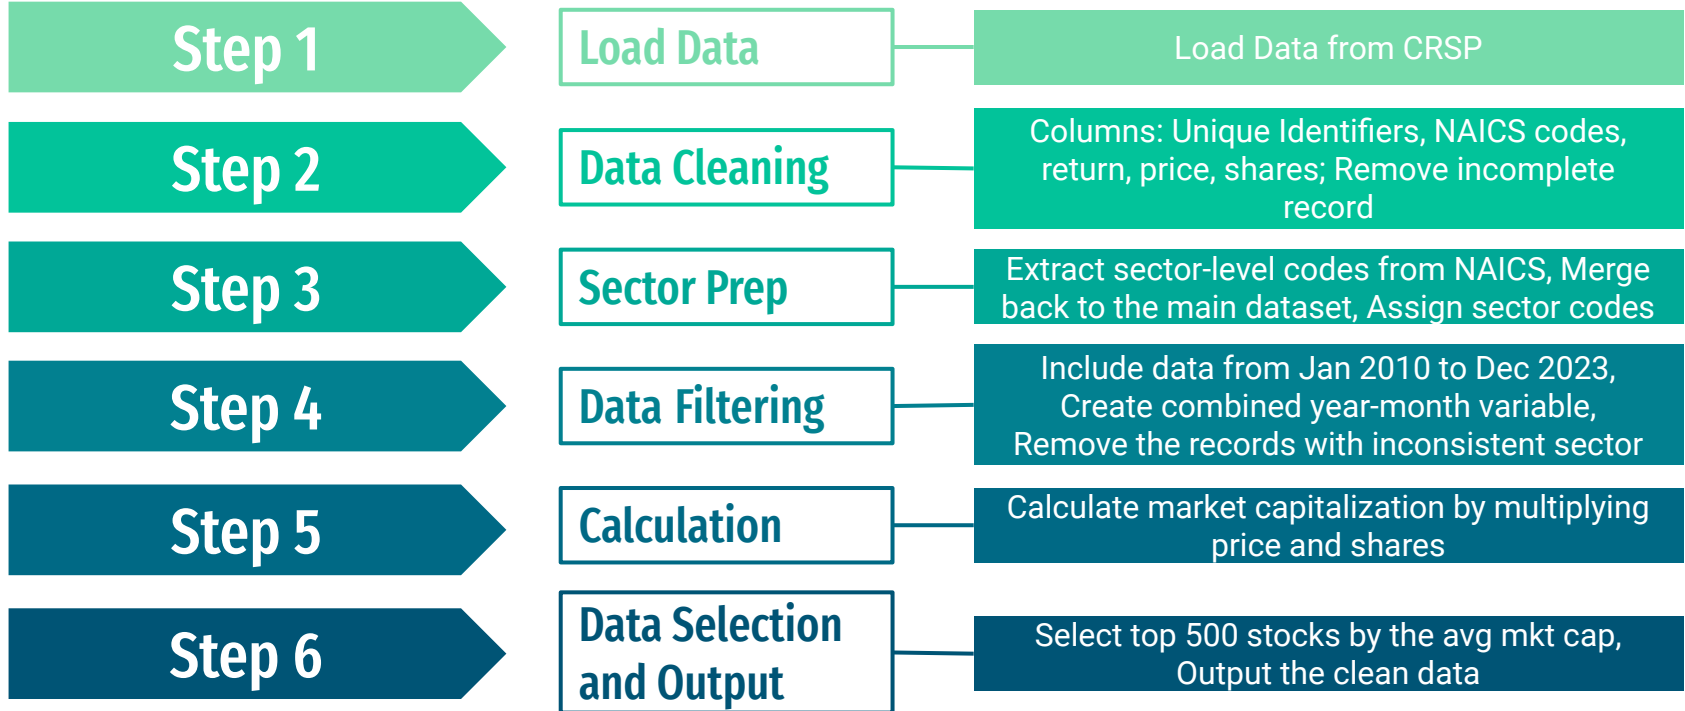 Step 1
Load Data
Load Data from CRSP
Step 2
Data Cleaning
Columns: Unique Identifiers, NAICS codes,
return, price, shares; Remove incomplete
record
Step 3
Sector Prep
Extract sector-level codes from NAICS, Merge
back to the main dataset, Assign sector codes
Step 4
Data Filtering
Include data from Jan 2010 to Dec 2023,
Create combined year-month variable,
Remove the records with inconsistent sector
Step 5
Calculation
Calculate market capitalization by multiplying
price and shares
Step 6
Data Selection
and Output
Select top 500 stocks by the avg mkt cap,
Output the clean data